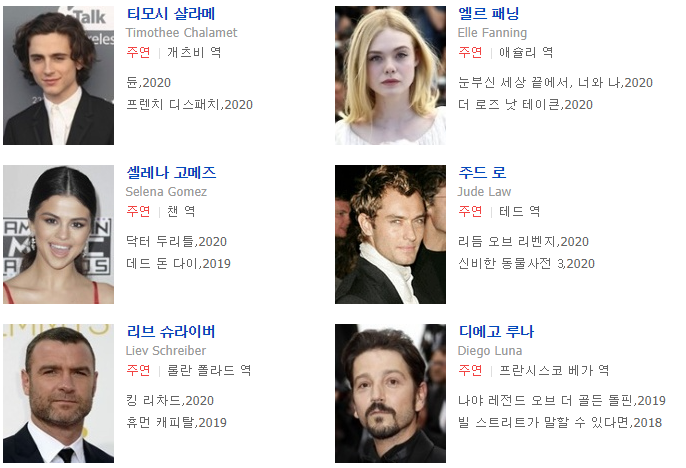 Talk
reless
22
티모시 샬라메
Timothee Chalamet
주연 | 개츠비 역
듄,2020
프렌치 디스패치,2020
엘르 패닝
Elle Fanning
주연 | 애슐리 역
눈부신 세상 끝에서, 너와 나,2020
더 로즈 낫 테이큰,2020
AMERICAN
MUSIC
AWARDS
셀레나 고메즈
Selena Gomez
주연 | 챈 역
닥터 두리틀,2020
데드 돈 다이,2019
주드 로
Jude Law
주연 | 테드 역
리듬 오브 리벤지,2020
신비한 동물사전 3,2020
EMMYS
리브 슈라이버
Liev Schreiber
주연 | 롤란 폴라드 역
킹 리차드,2020
휴먼 캐피탈,2019
디에고 루나
Diego Luna
주연 | 프란시스코 베가 역
나야 레전드 오브 더 골든 돌핀,2019
빌 스트리트가 말할 수 있다면,2018